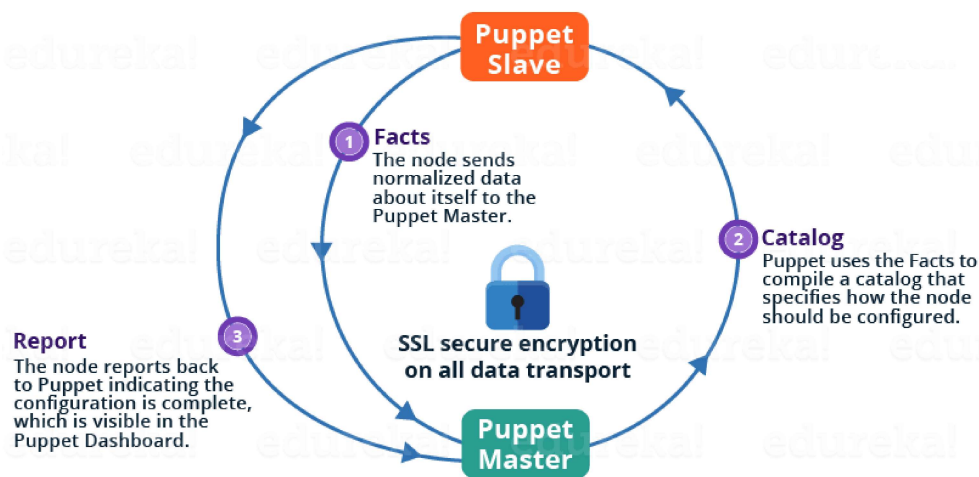 Puppet
Slave
1
Facts
The node sends
normalized data
about itself to the
Puppet Master.
2
Catalog
Puppet uses the Facts to
compile a catalog that
specifies how the node
should be configured.
3
Report
The node reports back
to Puppet indicating the
configuration is complete,
which is visible in the
Puppet Dashboard.
SSL secure encryption
on all data transport
Puppet
Master
edureka!